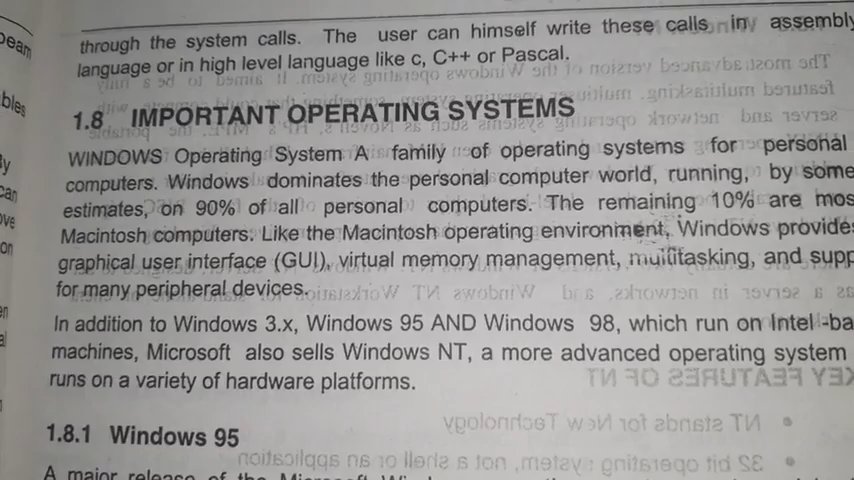 through the system calls. The user can himself write these calls in assembly
language or in high level language like c, C++ or Pascal.
1.8 IMPORTANT OPERATING SYSTEMS
WINDOWS Operating System A family of operating systems for personal
computers. Windows dominates the personal computer world, running, by some
estimates, on 90% of all personal computers. The remaining 10% are mos
Macintosh computers. Like the Macintosh operating environment, Windows provides
graphical user interface (GUI), virtual memory management, multitasking, and supp
for many peripheral devices.
In addition to Windows 3.x, Windows 95 AND Windows 98, which run on Intel -ba
machines, Microsoft also sells Windows NT, a more advanced operating system
runs on a variety of hardware platforms.
1.8.1 Windows 95
A major release of the Microsoft